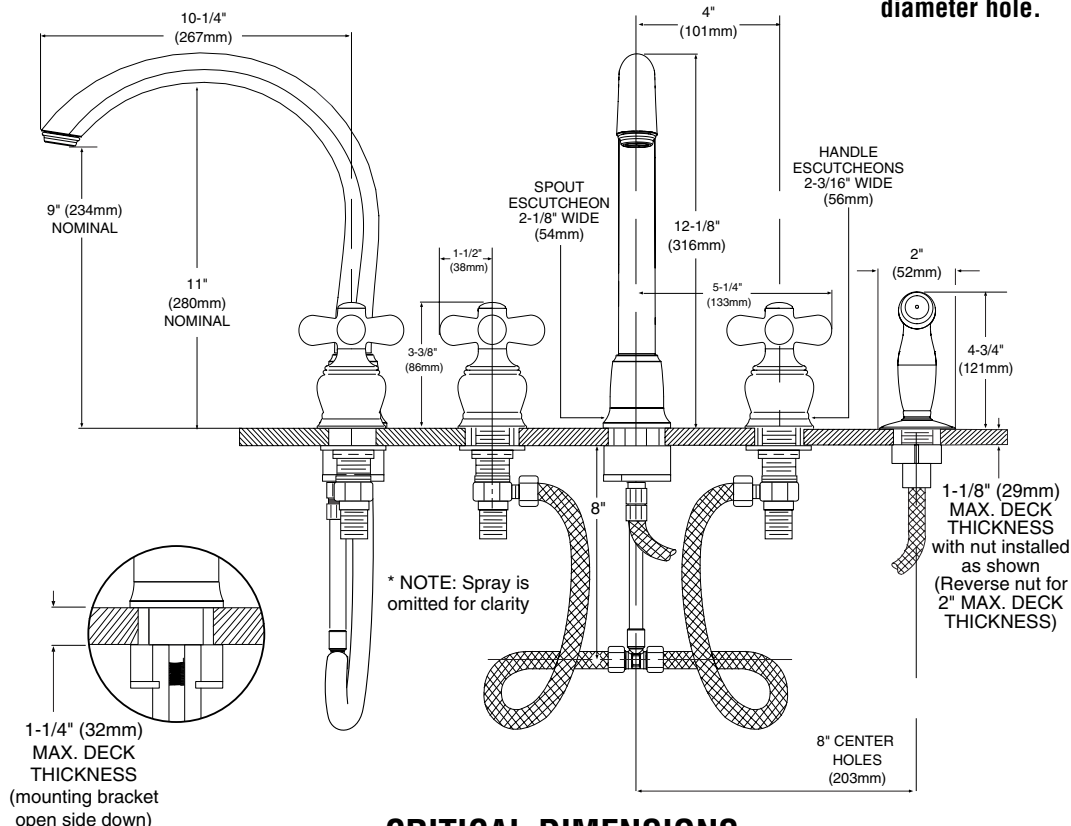 diameter hole.
10-1/4"
(267mm)
4"
(101mm)
HANDLE
ESCUTCHEONS
2-3/16" WIDE
(56mm)
SPOUT
ESCUTCHEON
2-1/8" WIDE
(54mm)
9" (234mm)
NOMINAL
12-1/8"
(316mm)
1-1/2"
(38mm)
2"
(52mm)
11"
(280mm)
NOMINAL
5-1/4"
(133mm)
3-3/8"
(86mm)
4-3/4"
(121mm)
8"
1-1/8" (29mm)
MAX. DECK
THICKNESS
with nut installed
as shown
(Reverse nut for
2" MAX. DECK
THICKNESS)
* NOTE: Spray is
omitted for clarity
1-1/4" (32mm)
MAX. DECK
THICKNESS
(mounting bracket
open side down)
8" CENTER
HOLES
(203mm)
CRITICAL DIMENSIONS